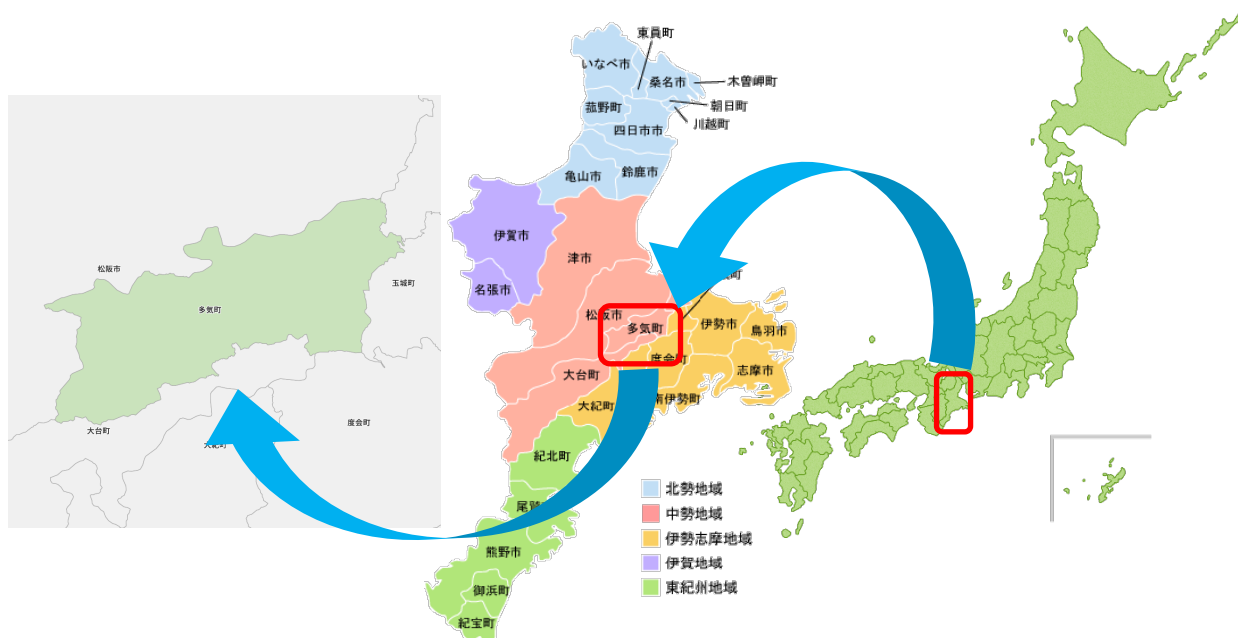 松阪市
多気町
玉城町
大台町
度会町
東員町
いなべ市
桑名市
木曽岬町
菰野町
朝日町
川越町
四日市市
亀山市
鈴鹿市
伊賀市
津市
名張市
松阪市
多気町
伊勢市
鳥羽市
度会町
志摩市
大台町
大紀町
南伊勢町
紀北町
熊野市
御浜町
紀宝町
北勢地域
中勢地域
伊勢志摩地域
伊賀地域
東紀州地域